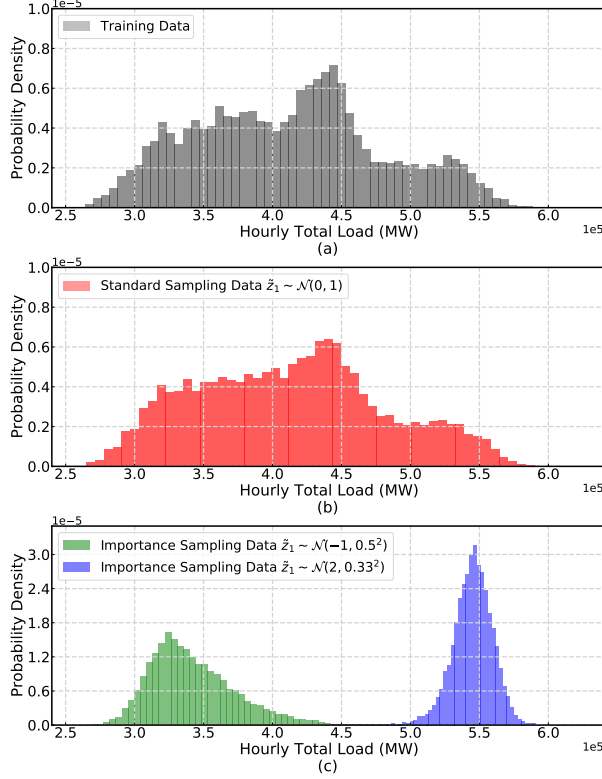 1e-5
1.0
Training Data
0.8
0.6
0.4
0.2
0.0
Probability Density
2.5 3.0 3.5 4.0 4.5 5.0 5.5 6.0
1e5
Hourly Total Load (MW)
(a)
1e-5
1.0
Standard Sampling Data z̃₁ ~ 𝒩(0, 1)
0.8
0.6
0.4
0.2
0.0
Probability Density
2.5 3.0 3.5 4.0 4.5 5.0 5.5 6.0
1e5
Hourly Total Load (MW)
(b)
1e-5
Importance Sampling Data z̃₁ ~ 𝒩(−1, 0.5²)
Importance Sampling Data z̃₁ ~ 𝒩(2, 0.33²)
3.0
2.4
1.8
1.2
0.6
0.0
Probability Density
2.5 3.0 3.5 4.0 4.5 5.0 5.5 6.0
1e5
Hourly Total Load (MW)
(c)